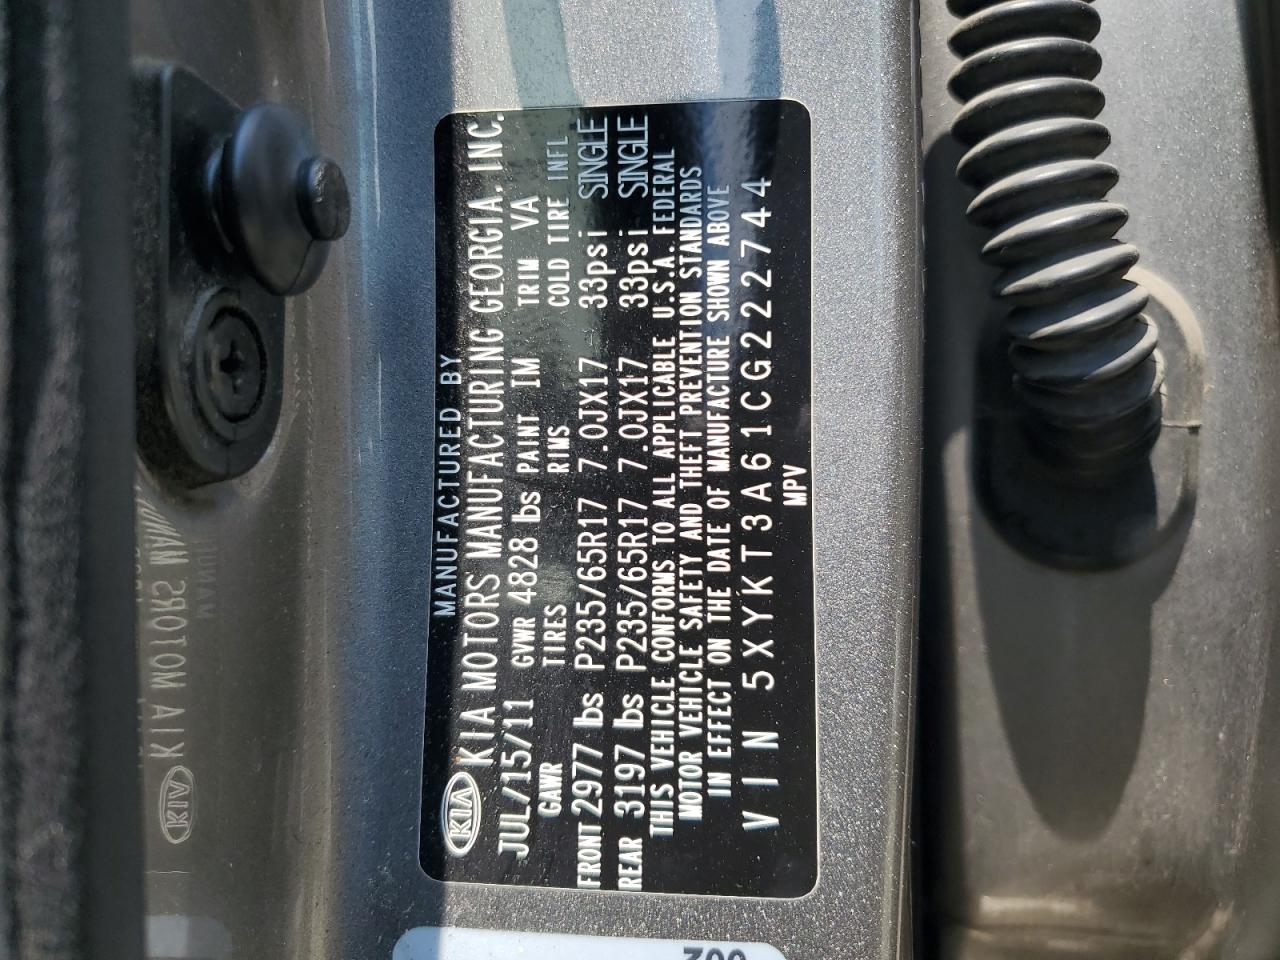 MANUFACTURED BY
KIA KIA MOTORS MANUFACTURING GEORGIA, INC.
JUL/15/11 GVWR 4828 lbs PAINT IM TRIM VA
GAWR TIRES RIMS COLD TIRE INFL
FRONT 2977 lbs P235/65R17 7.0JX17 33psi SINGLE
REAR 3197 lbs P235/65R17 7.0JX17 33psi SINGLE
THIS VEHICLE CONFORMS TO ALL APPLICABLE U.S.A. FEDERAL
MOTOR VEHICLE SAFETY AND THEFT PREVENTION STANDARDS
IN EFFECT ON THE DATE OF MANUFACTURE SHOWN ABOVE
VIN 5XYKT3A61CG222744
MPV
KIA KIA MOTORS